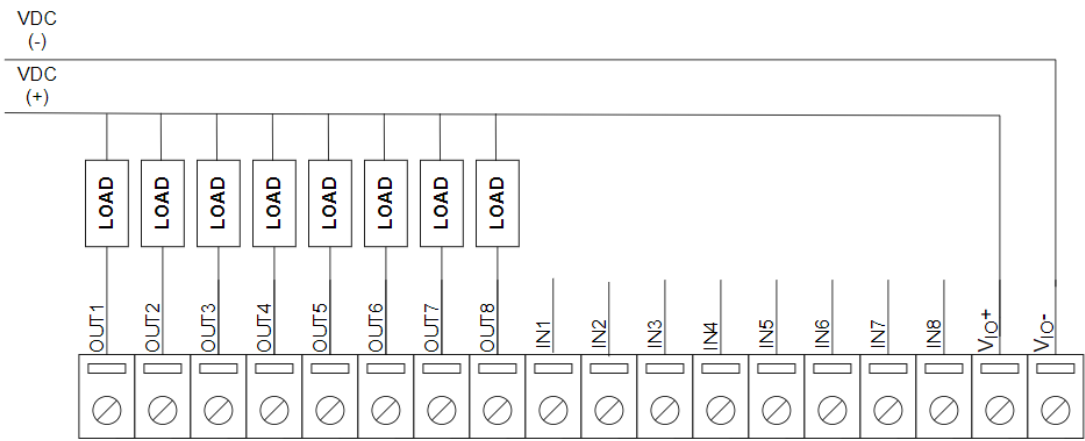 VDC
(-)
VDC
(+)
LOAD
LOAD
LOAD
LOAD
LOAD
LOAD
LOAD
LOAD
OUT1
OUT2
OUT3
OUT4
OUT5
OUT6
OUT7
OUT8
IN1
IN2
IN3
IN4
IN5
IN6
IN7
IN8
VIO+
VIO-